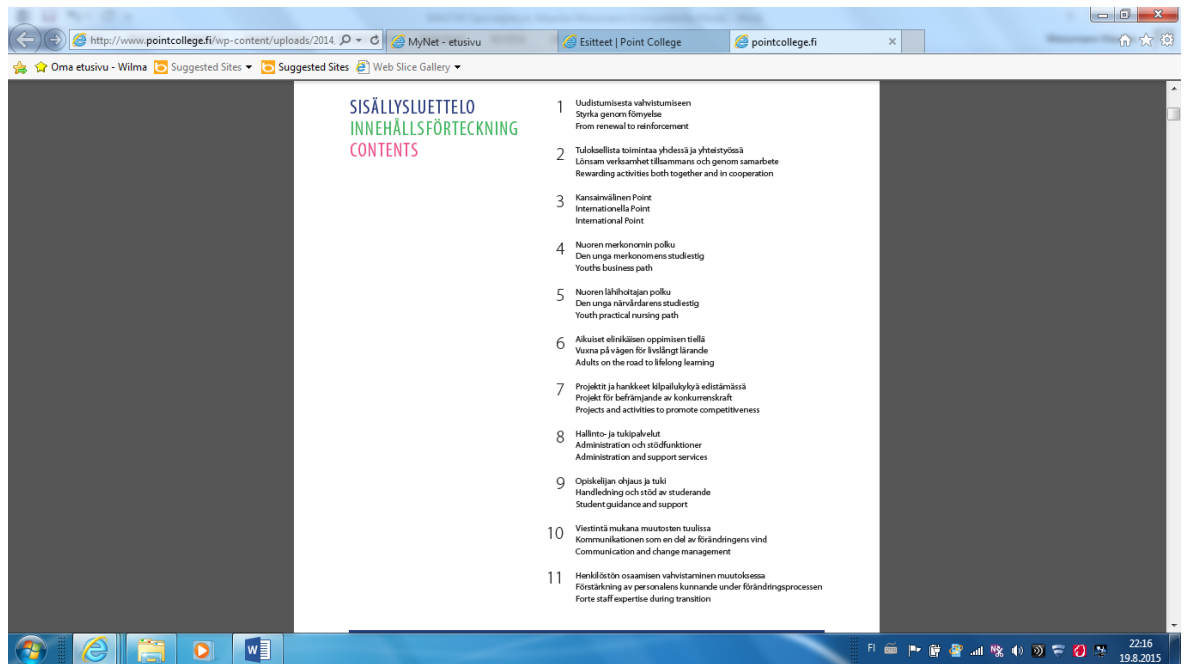 http://www.pointcollege.fi/wp-content/uploads/2014
MyNet - etusivu
Esitteet | Point College
pointcollege.fi
Oma etusivu - Wilma
Suggested Sites
Suggested Sites
Web Slice Gallery
SISÄLLYSLUETTELO
INNEHÅLLSFÖRTECKNING
CONTENTS
1 Uudistumisesta vahvistumiseen
Styrka genom förnyelse
From renewal to reinforcement
2 Tuloksellista toimintaa yhdessä ja yhteistyössä
Lönsam verksamhet tillsammans och genom samarbete
Rewarding activities both together and in cooperation
3 Kansainvälinen Point
Internationella Point
International Point
4 Nuoren merkonomin polku
Den unga merkonomens studiestig
Youths business path
5 Nuoren lähihoitajan polku
Den unga närvårdarens studiestig
Youth practical nursing path
6 Aikuiset elinikäisen oppimisen tiellä
Vuxna på vägen för livslångt lärande
Adults on the road to lifelong learning
7 Projektit ja hankkeet kilpailukykyä edistämässä
Projekt för befrämjande av konkurrenskraft
Projects and activities to promote competitiveness
8 Hallinto- ja tukipalvelut
Administration och stödfunktioner
Administration and support services
9 Opiskelijan ohjaus ja tuki
Handledning och stöd av studerande
Student guidance and support
10 Viestintä mukana muutosten tuulissa
Kommunikationen som en del av förändringens vind
Communication and change management
11 Henkilöstön osaamisen vahvistaminen muutoksessa
Förstärkning av personalens kunnande under förändringsprocessen
Forte staff expertise during transition
FI
22:16
19.8.2015